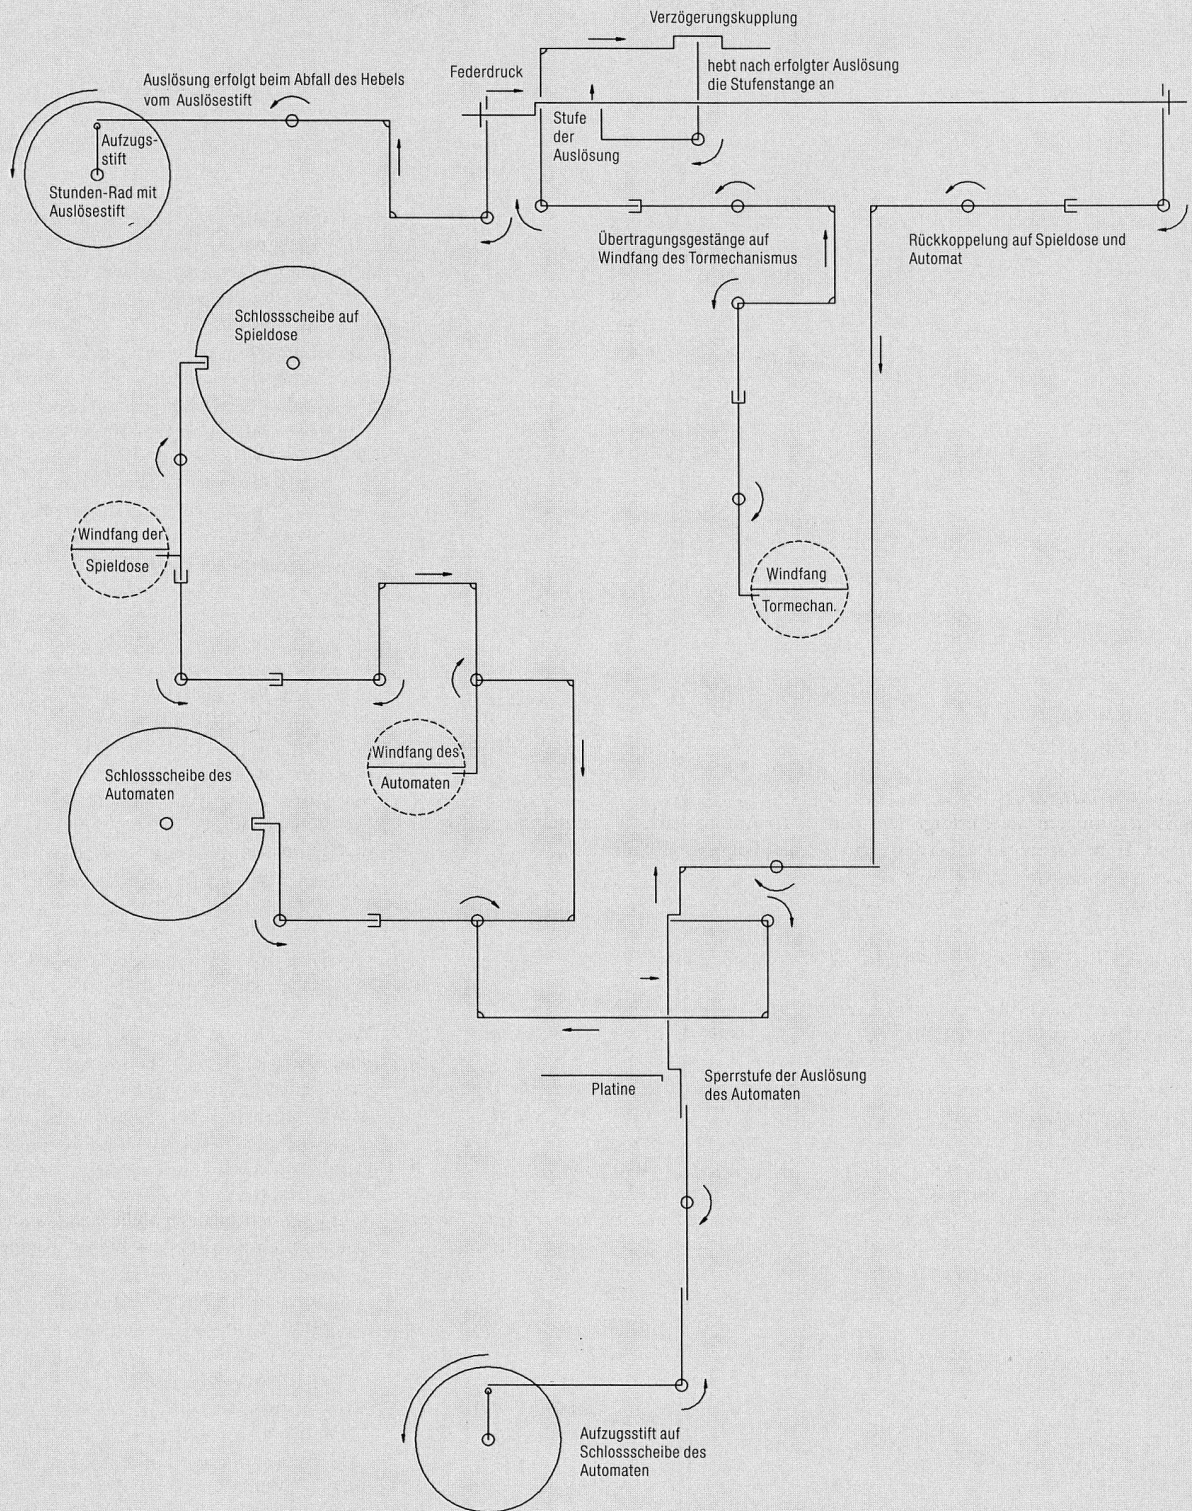 Verzögerungskupplung
Auslösung erfolgt beim Abfall des Hebels
vom Auslösestift
Federdruck
hebt nach erfolgter Auslösung
die Stufenstange an
Aufzugs-
stift
Stunden-Rad mit
Auslösestift
Stufe
der
Auslösung
Übertragungsgestänge auf
Windfang des Tormechanismus
Rückkoppelung auf Spieldose und
Automat
Schlossscheibe auf
Spieldose
Windfang der
Spieldose
Windfang
Tormechan.
Windfang des
Automaten
Schlossscheibe des
Automaten
Platine
Sperrstufe der Auslösung
des Automaten
Aufzugsstift auf
Schlossscheibe des
Automaten